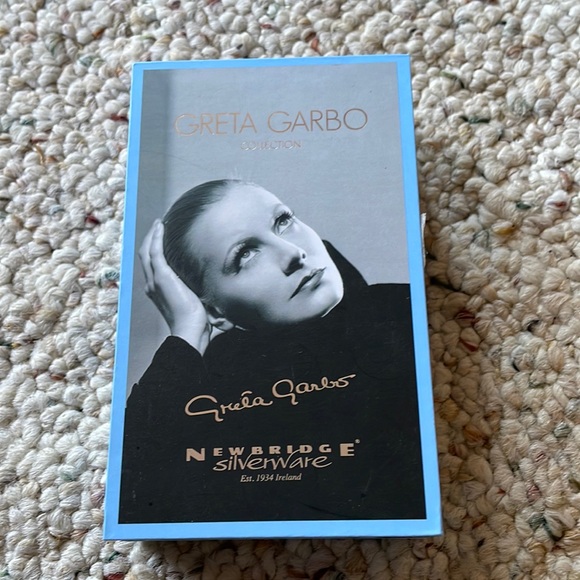 GRETA GARBO
COLLECTION
Greta Garbo
NEWBRIDGE®
silverware
Est. 1934 Ireland